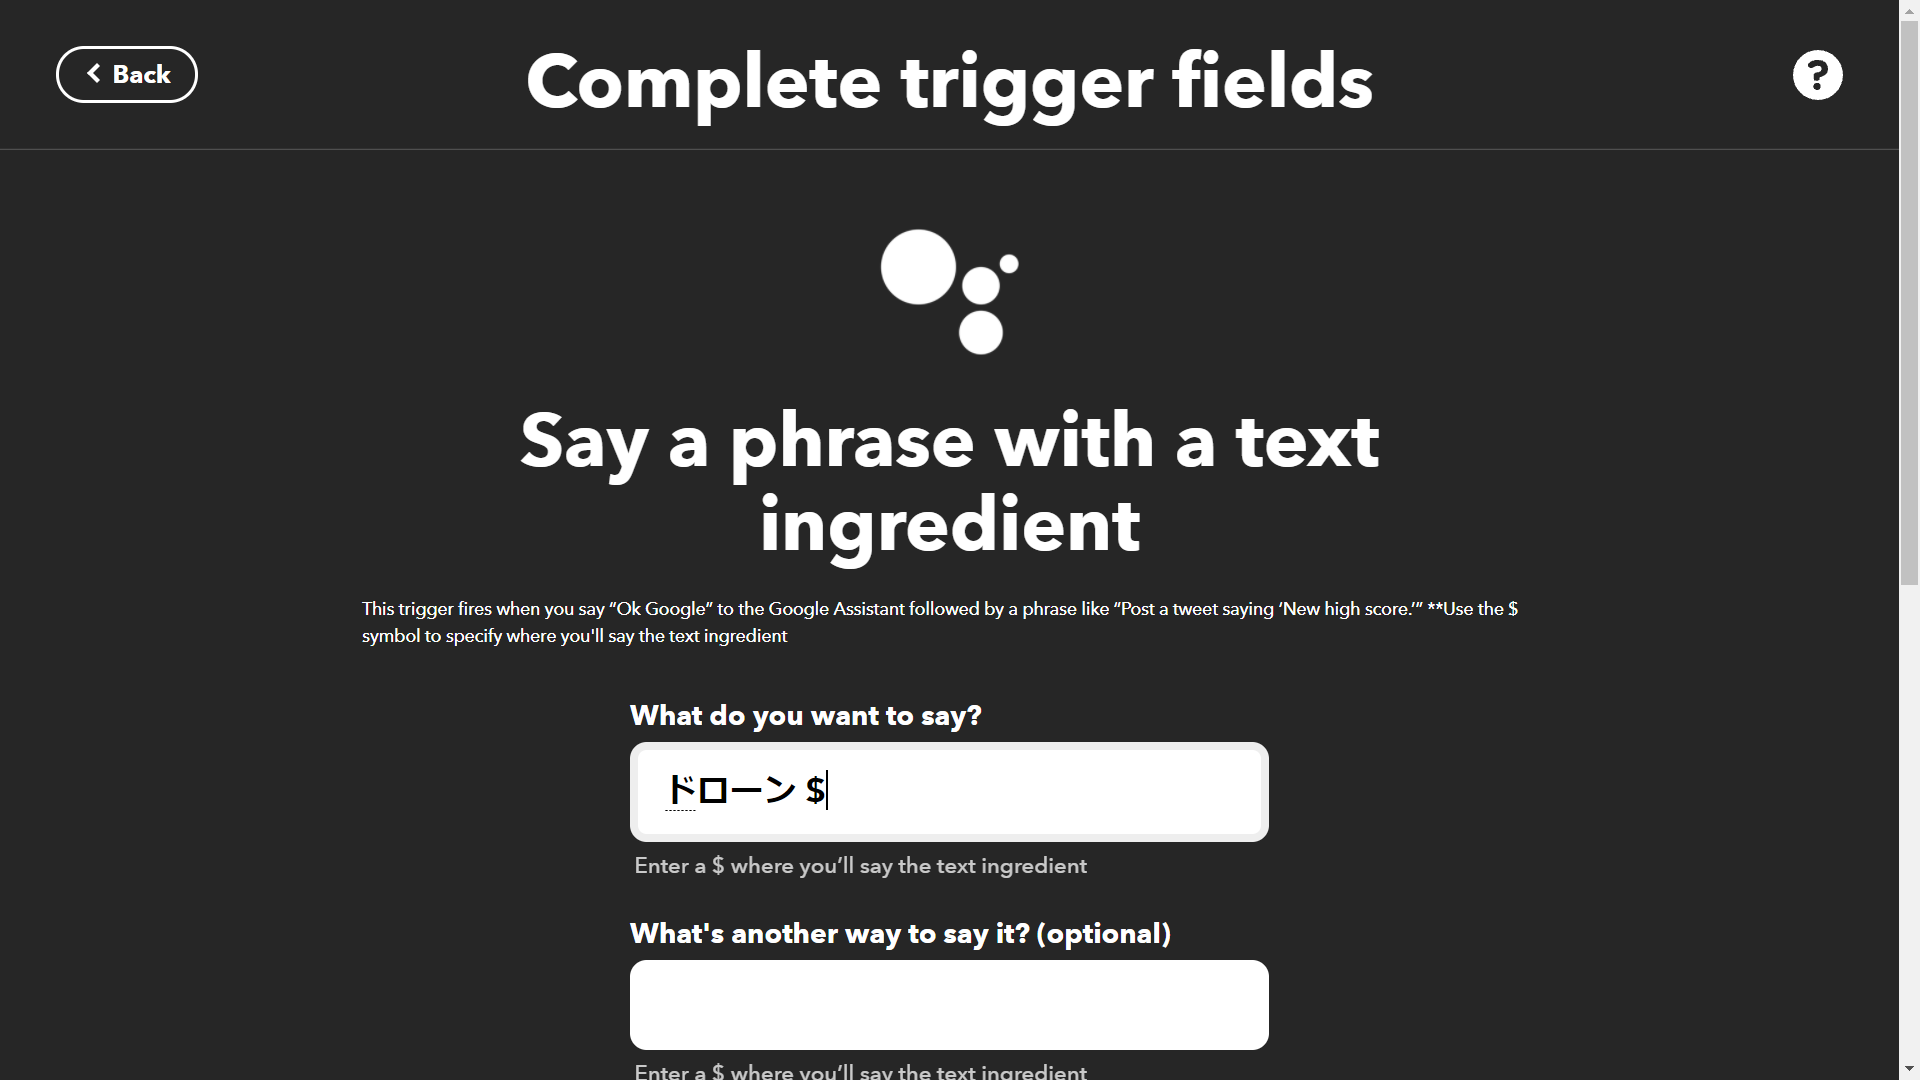 Back
Complete trigger fields
?
Say a phrase with a text
ingredient
This trigger fires when you say “Ok Google” to the Google Assistant followed by a phrase like “Post a tweet saying ‘New high score.’” **Use the $
symbol to specify where you'll say the text ingredient
What do you want to say?
ドローン $
Enter a $ where you’ll say the text ingredient
What's another way to say it? (optional)
Enter a $ where you’ll say the text ingredient